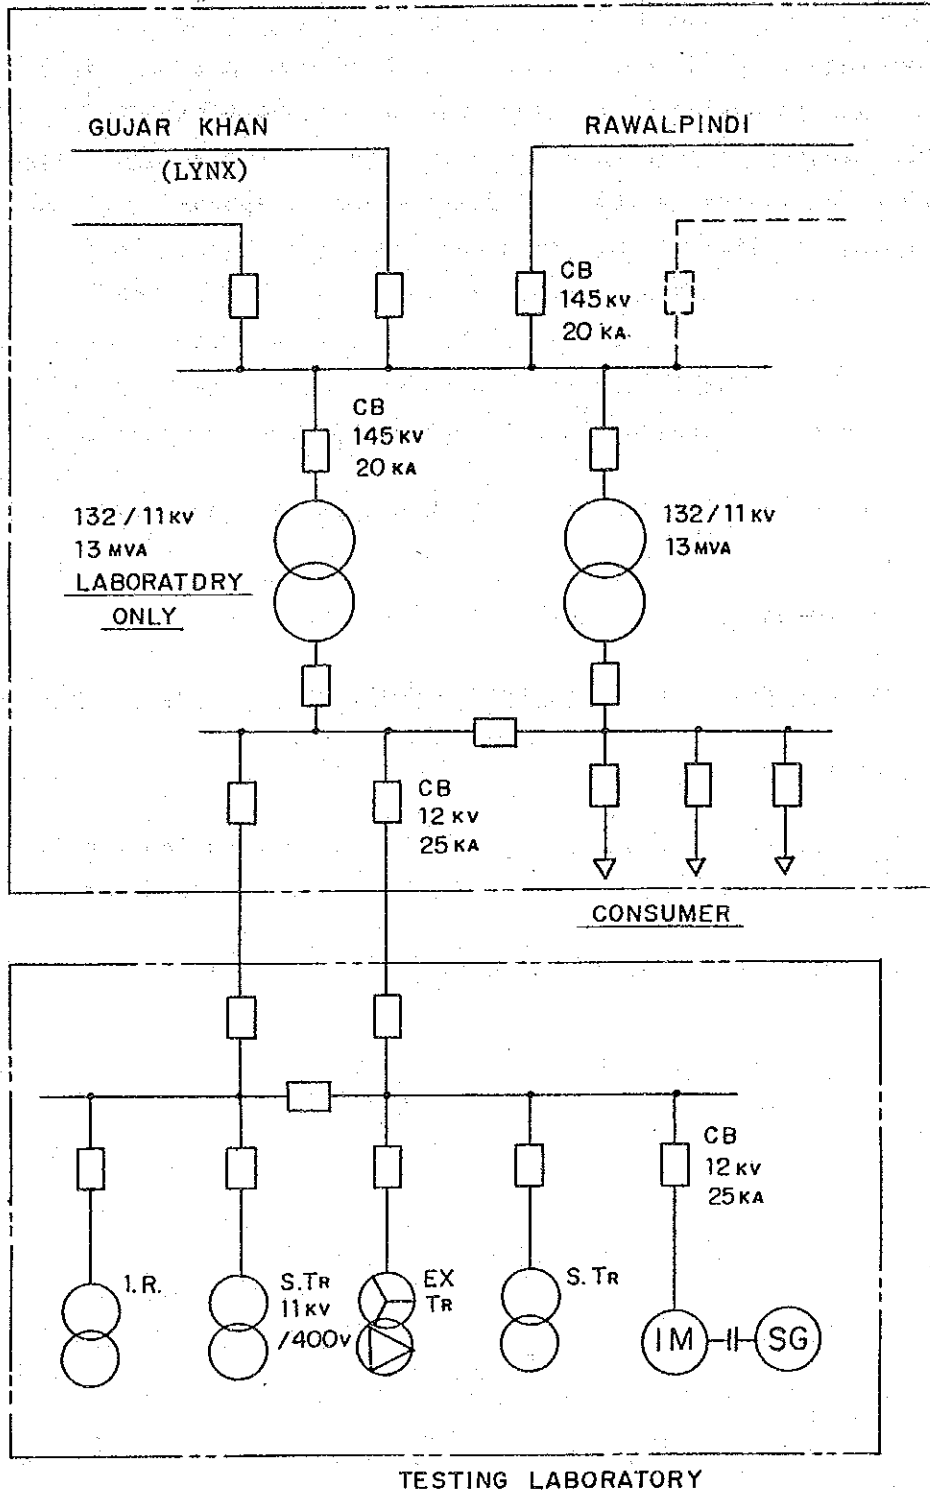 GUJAR KHAN
(LYNX)
RAWALPINDI
CB
145 KV
20 KA
CB
145 KV
20 KA
132 / 11 KV
13 MVA
LABORATDRY
ONLY
132 / 11 KV
13 MVA
CB
12 KV
25 KA
CONSUMER
CB
12 KV
25 KA
I.R.
S.TR
11 KV
/400V
EX
TR
S.TR
IM
SG
TESTING LABORATORY